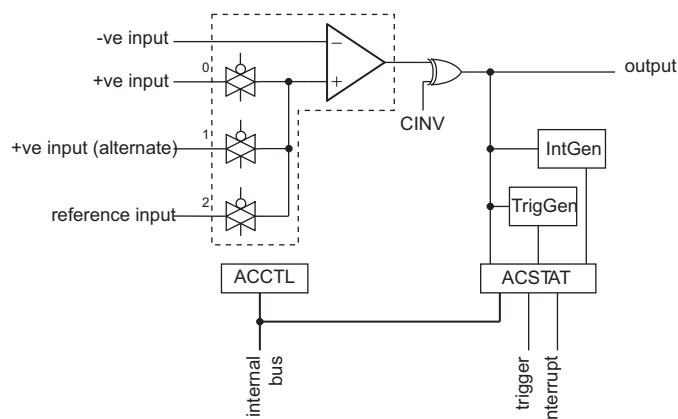 -ve input
−
+ve input
0
+
output
CINV
+ve input (alternate)
1
IntGen
reference input
2
TrigGen
ACCTL
ACSTAT
internal
bus
trigger
nterrupt